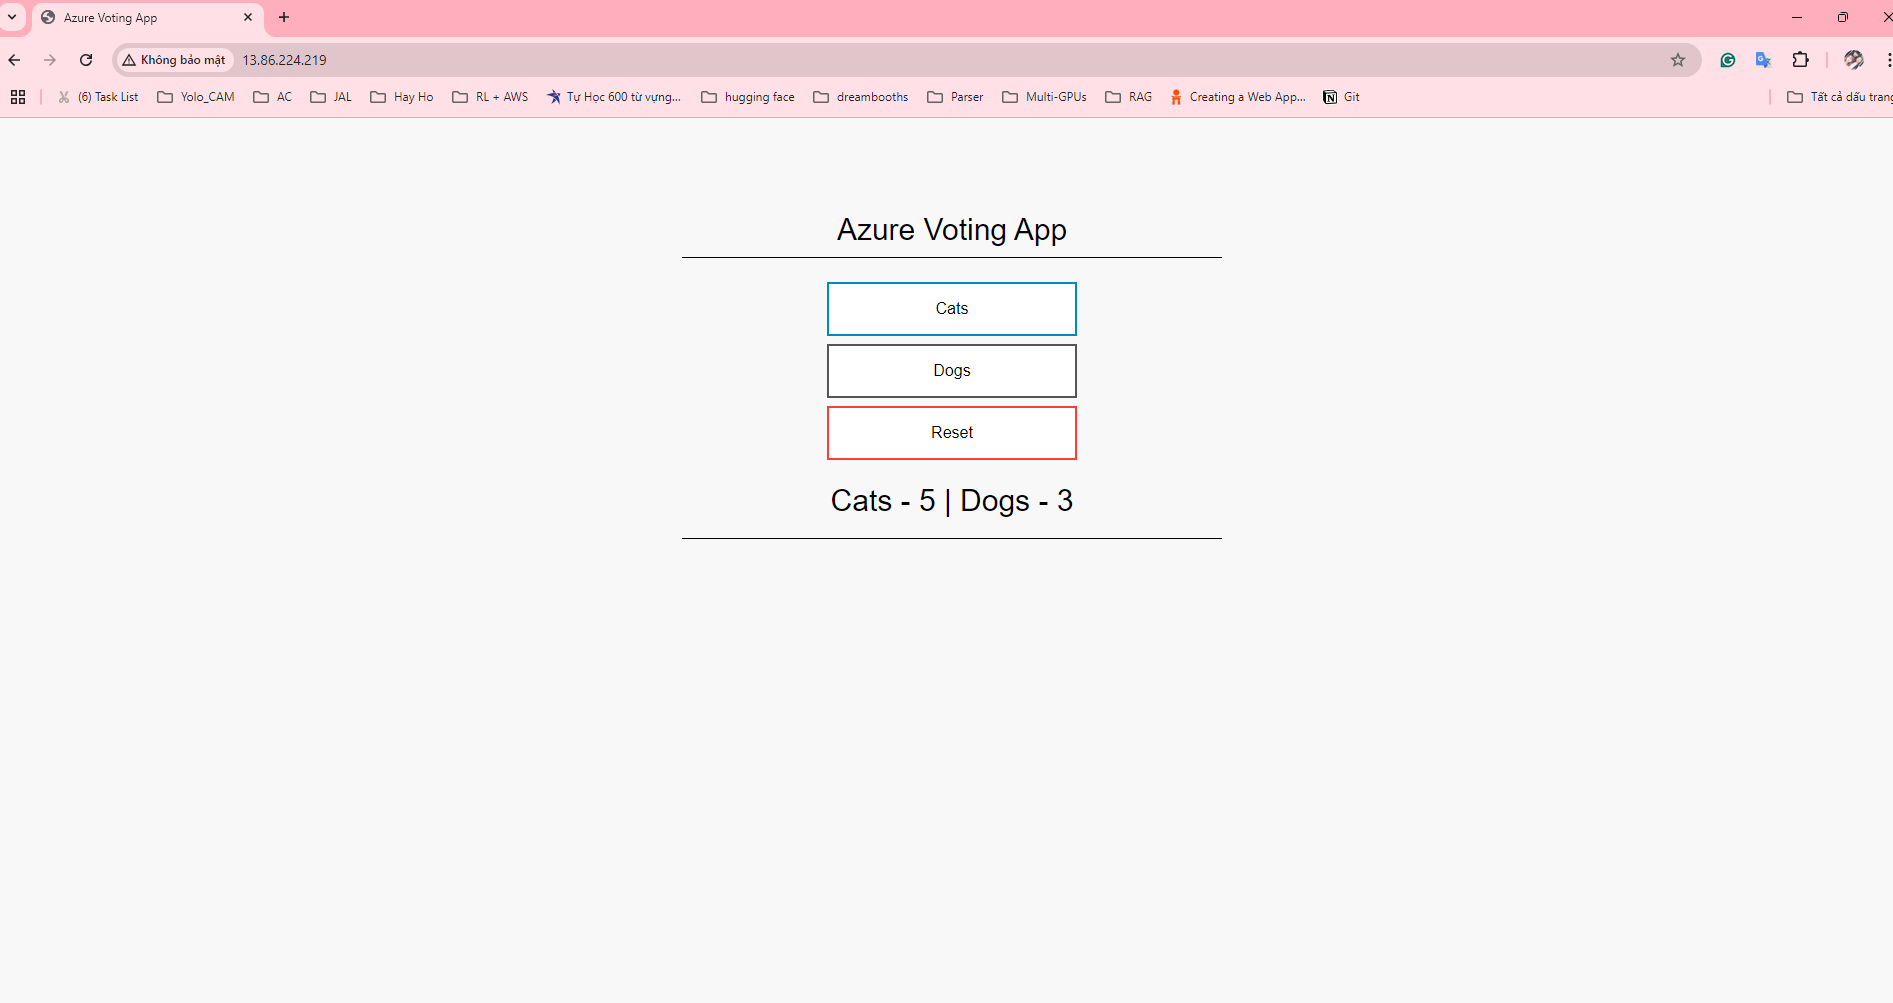 Azure Voting App
Không bảo mật 13.86.224.219
(6) Task List Yolo_CAM AC JAL Hay Ho RL + AWS Tự Học 600 từ vựng... hugging face dreambooths Parser Multi-GPUs RAG Creating a Web App... Git Tất cả dấu trang
Azure Voting App
Cats
Dogs
Reset
Cats - 5 | Dogs - 3